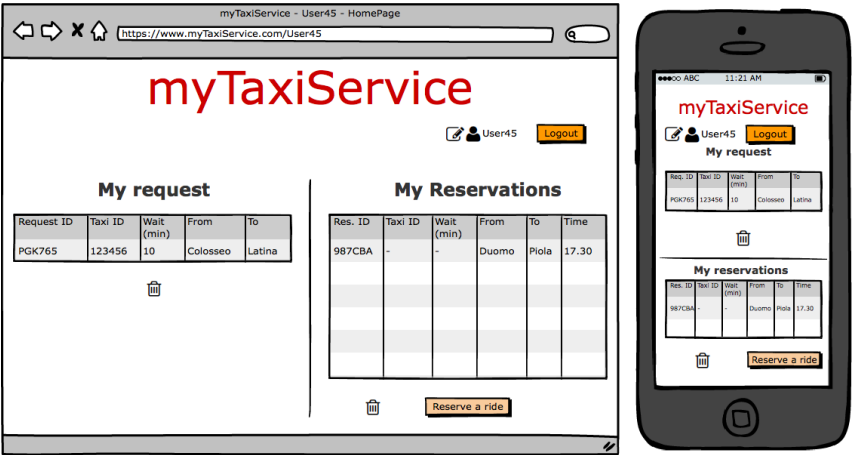 myTaxiService - User45 - HomePage
https://www.myTaxiService.com/User45
myTaxiService
User45 Logout
My request
Request ID Taxi ID Wait (min) From To
PGK765 123456 10 Colosseo Latina
My Reservations
Res. ID Taxi ID Wait (min) From To Time
987CBA - - Duomo Piola 17.30
Reserve a ride
ABC 11:21 AM
myTaxiService
User45 Logout
My request
Req. ID Taxi ID Wait (min) From To
PGK765 123456 10 Colosseo Latina
My reservations
Res. ID Taxi ID Wait (min) From To Time
987CBA - - Duomo Piola 17.30
Reserve a ride